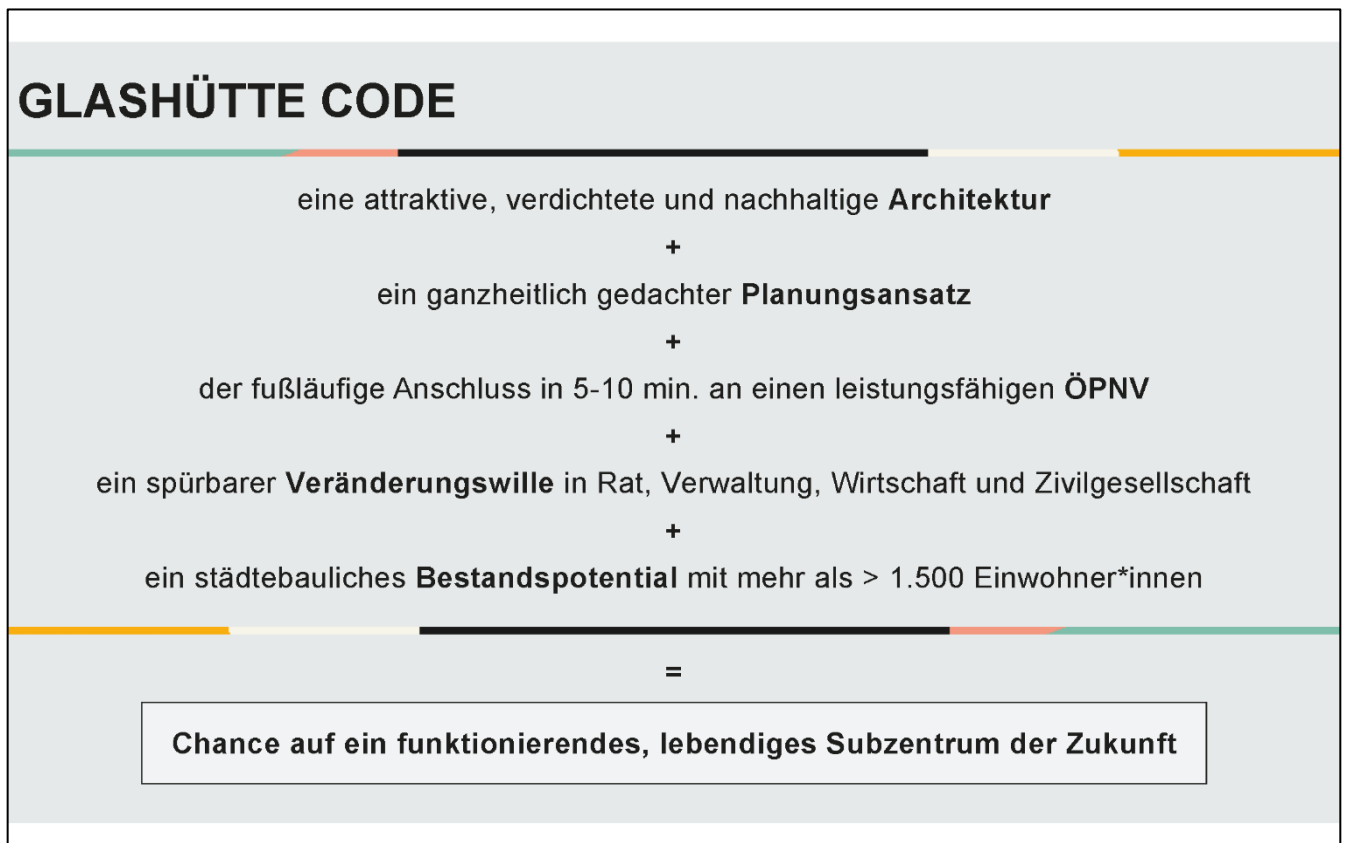 GLASHÜTTE CODE
eine attraktive, verdichtete und nachhaltige Architektur
+
ein ganzheitlich gedachter Planungsansatz
+
der fußläufige Anschluss in 5-10 min. an einen leistungsfähigen ÖPNV
+
ein spürbarer Veränderungswille in Rat, Verwaltung, Wirtschaft und Zivilgesellschaft
+
ein städtebauliches Bestandspotential mit mehr als > 1.500 Einwohner*innen
=
Chance auf ein funktionierendes, lebendiges Subzentrum der Zukunft